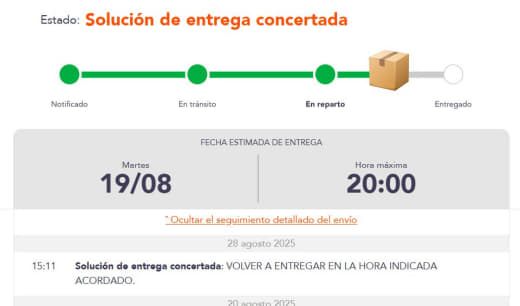 Estado: Solución de entrega concertada
Notificado
En tránsito
En reparto
Entregado
FECHA ESTIMADA DE ENTREGA
Martes
19/08
Hora máxima
20:00
ˆ Ocultar el seguimiento detallado del envío
28 agosto 2025
15:11 Solución de entrega concertada: VOLVER A ENTREGAR EN LA HORA INDICADA
ACORDADO.
20 agosto 2025